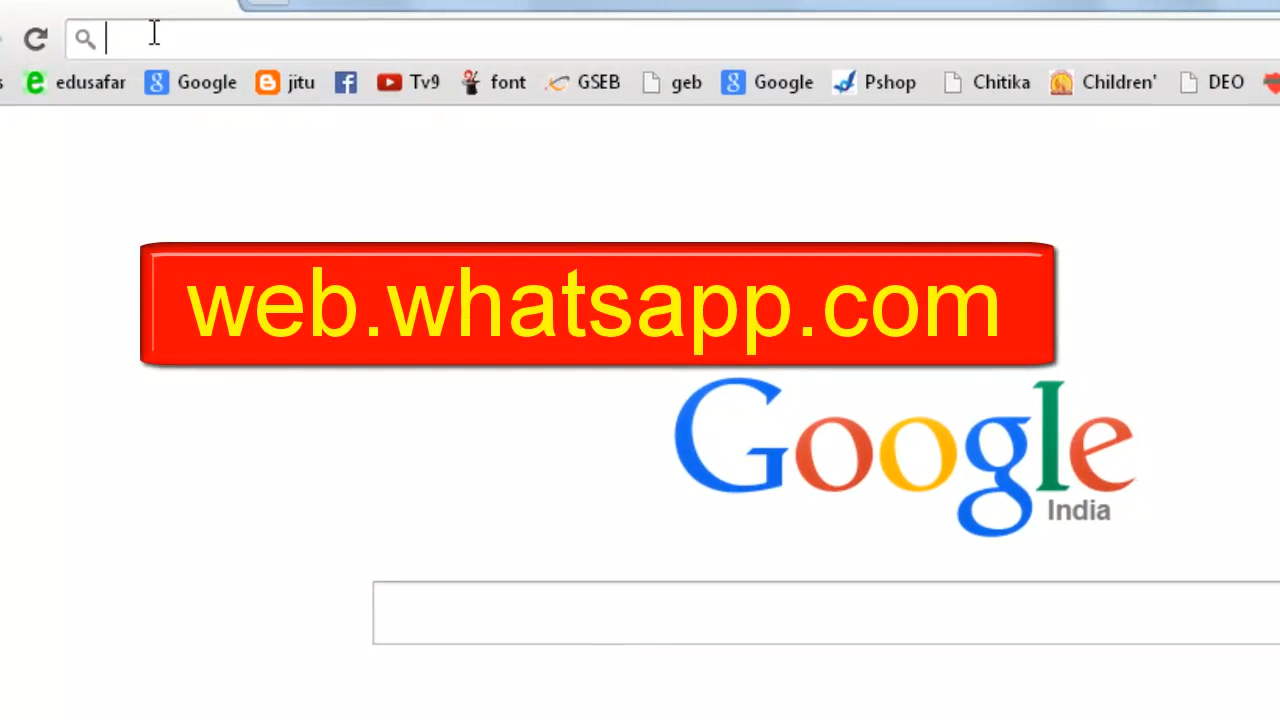 s edusafar Google jitu Tv9 font GSEB geb Google Pshop Chitika Children' DEO
web.whatsapp.com
Google
India